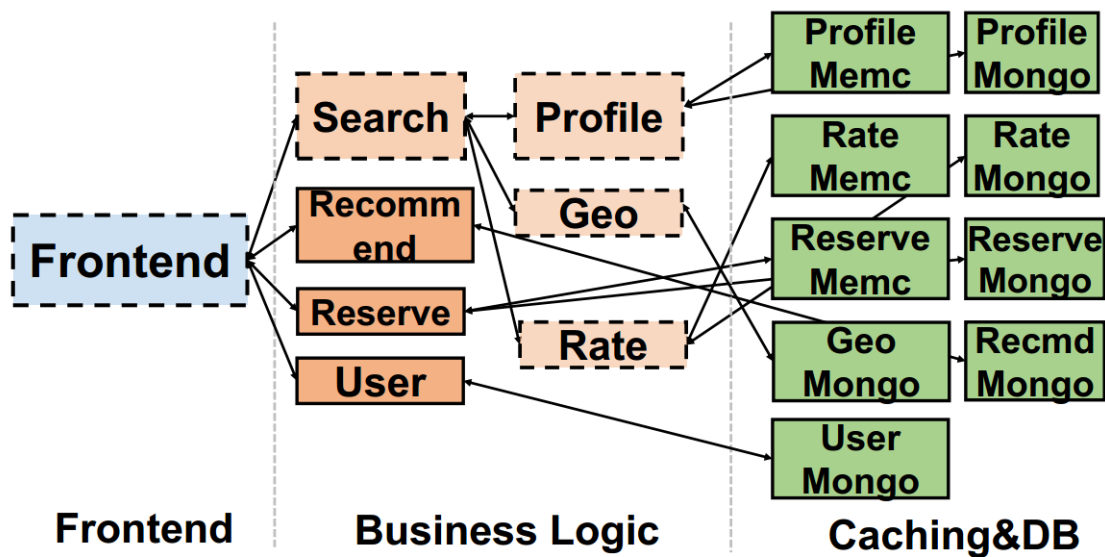 Frontend
Search
Recomm
end
Reserve
User
Profile
Geo
Rate
Profile
Memc
Profile
Mongo
Rate
Memc
Rate
Mongo
Reserve
Memc
Reserve
Mongo
Geo
Mongo
Recmd
Mongo
User
Mongo
Frontend
Business Logic
Caching&DB